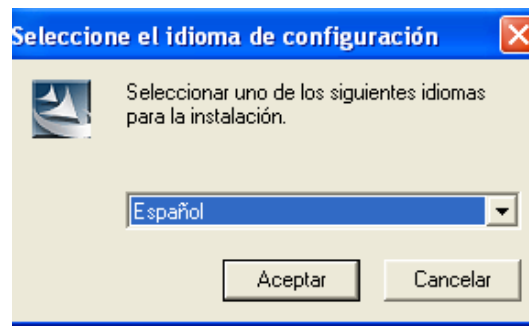 Seleccione el idioma de configuración
Seleccionar uno de los siguientes idiomas
para la instalación.
Español
Aceptar
Cancelar